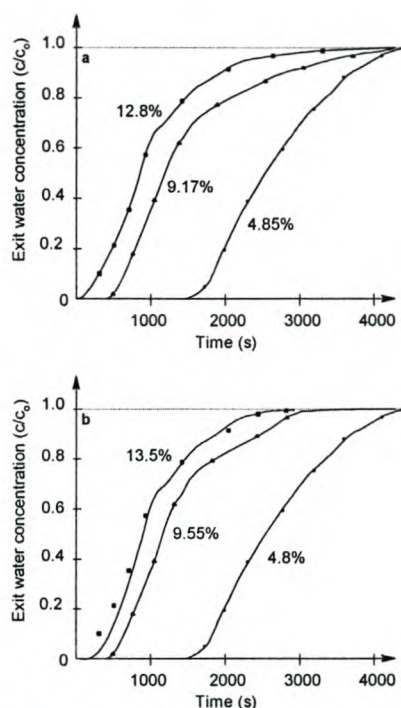 Exit water concentration (c/c₀)
a
1.0
0.8
0.6
0.4
0.2
0
12.8%
9.17%
4.85%
1000 2000 3000 4000
Time (s)
Exit water concentration (c/c₀)
b
1.0
0.8
0.6
0.4
0.2
0
13.5%
9.55%
4.8%
1000 2000 3000 4000
Time (s)